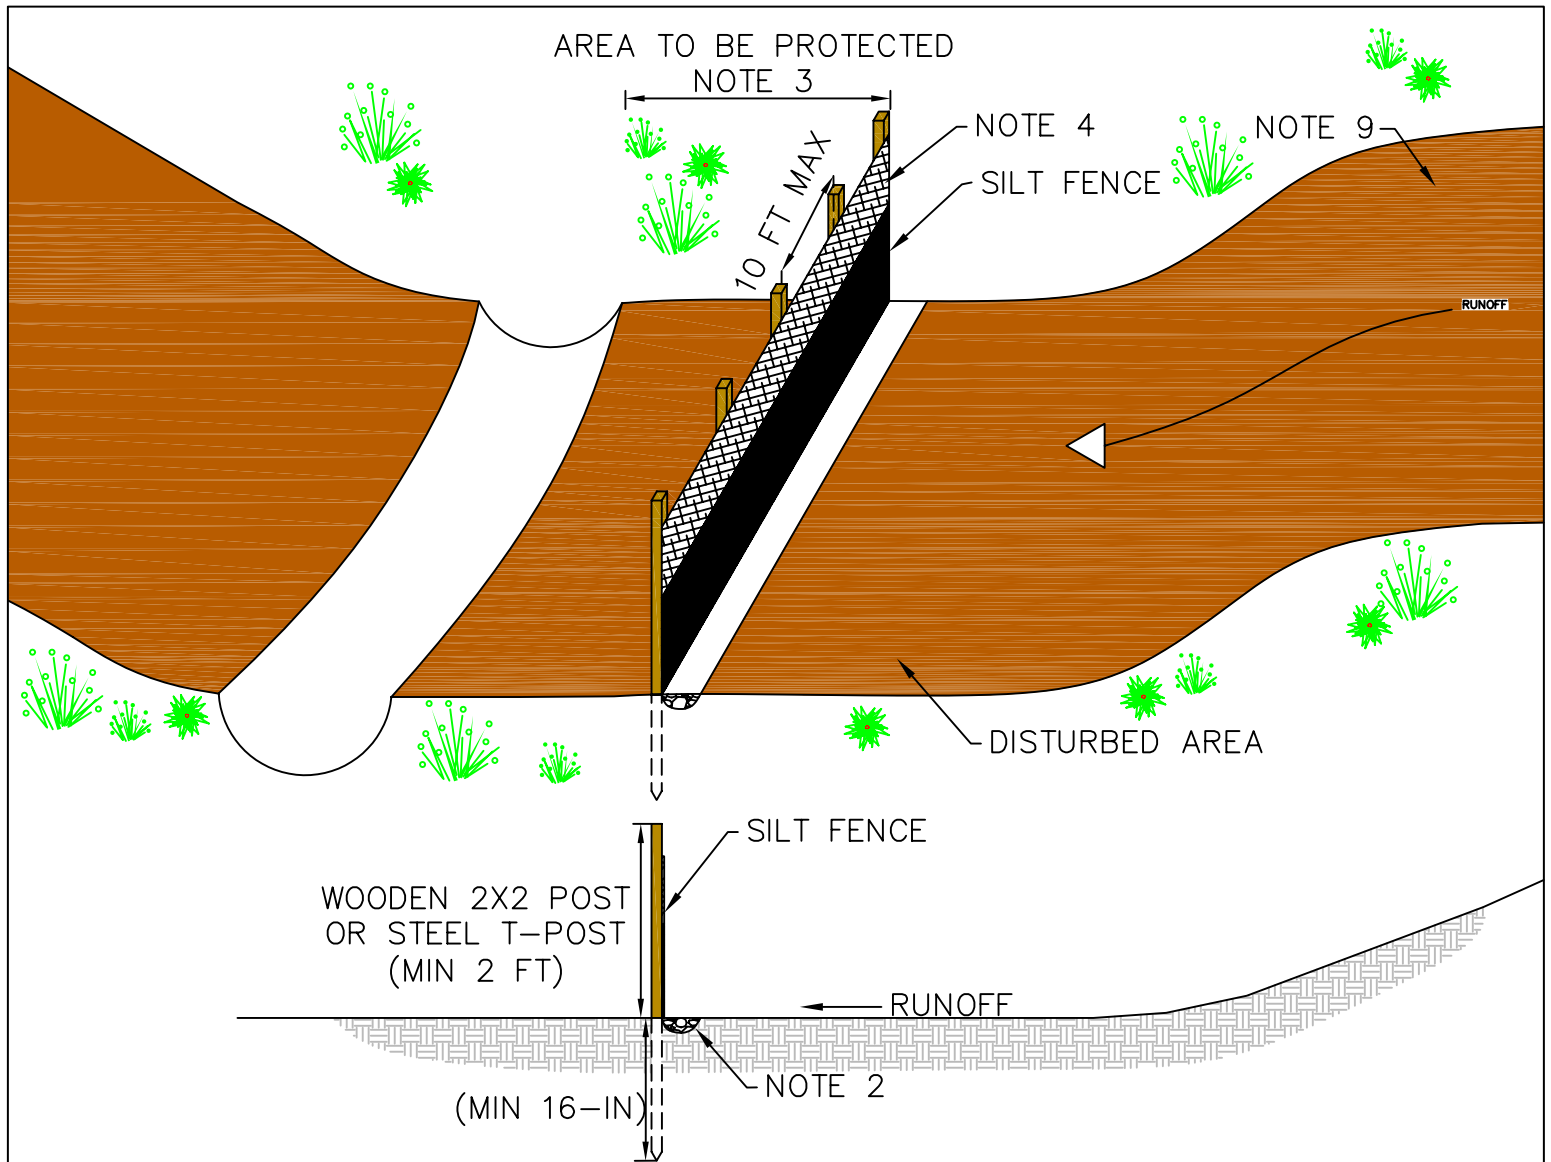 AREA TO BE PROTECTED
NOTE 3
NOTE 4
NOTE 9
SILT FENCE
10 FT MAX
RUNOFF
DISTURBED AREA
SILT FENCE
WOODEN 2X2 POST
OR STEEL T-POST
(MIN 2 FT)
RUNOFF
NOTE 2
(MIN 16-IN)